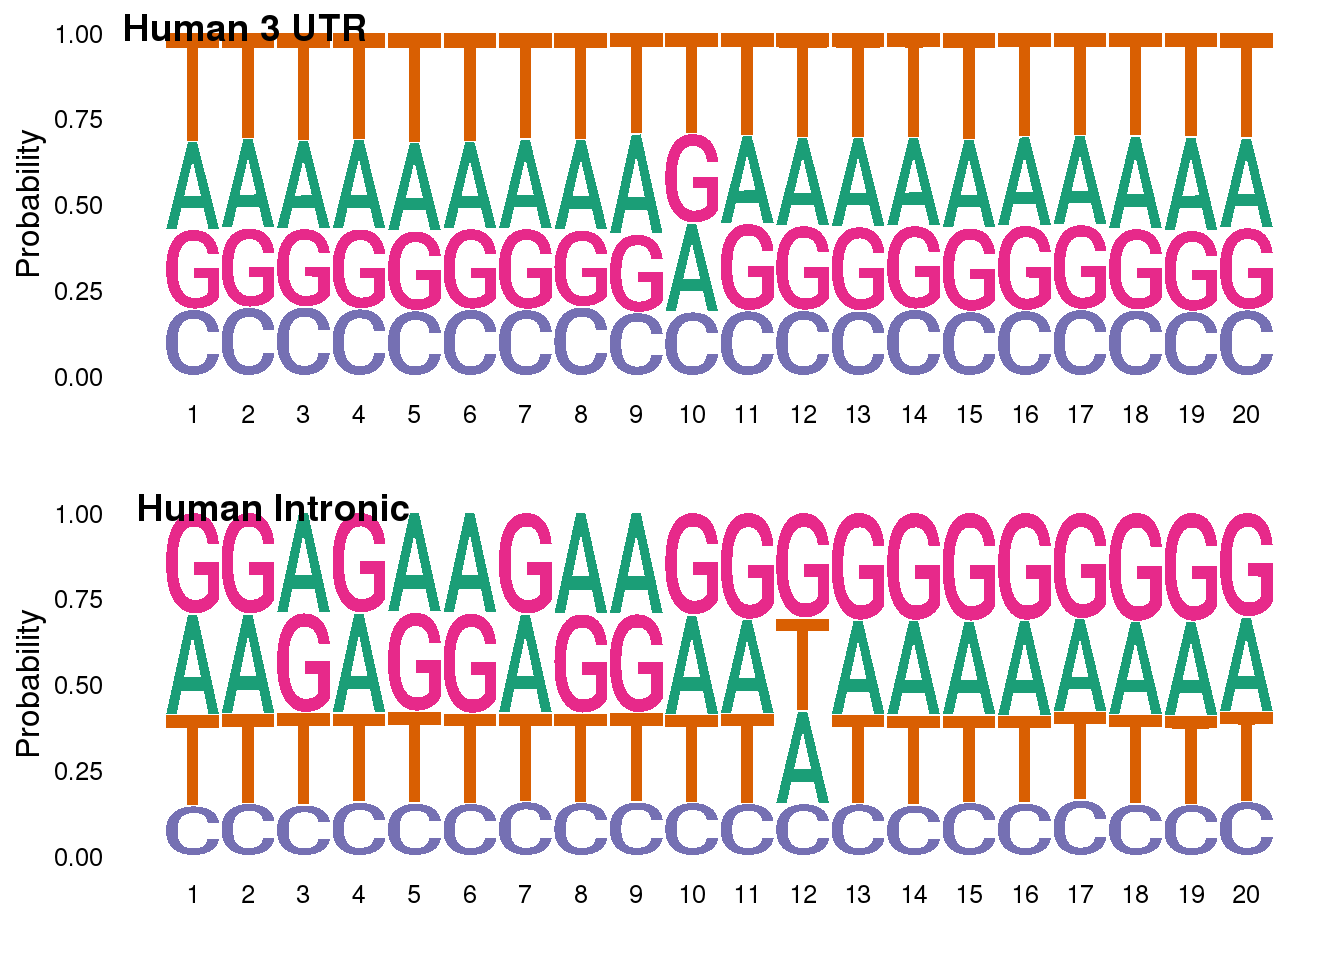 Human 3 UTR
Probability
1.00
0.75
0.50
0.25
0.00
TTTTTTTTTTTTTTTTTTTT
AAAAAAAAAGAAAAAAAAAA
GGGGGGGGGAGGGGGGGGGG
CCCCCCCCCCCCCCCCCCCC
1 2 3 4 5 6 7 8 9 10 11 12 13 14 15 16 17 18 19 20
Human Intronic
Probability
1.00
0.75
0.50
0.25
0.00
GGAGAAGAAGGGGGGGGGGG
AAGAGGAGGAATAAAAAAAA
TTTTTTTTTTTATTTTTTTT
CCCCCCCCCCCCCCCCCCCC
1 2 3 4 5 6 7 8 9 10 11 12 13 14 15 16 17 18 19 20